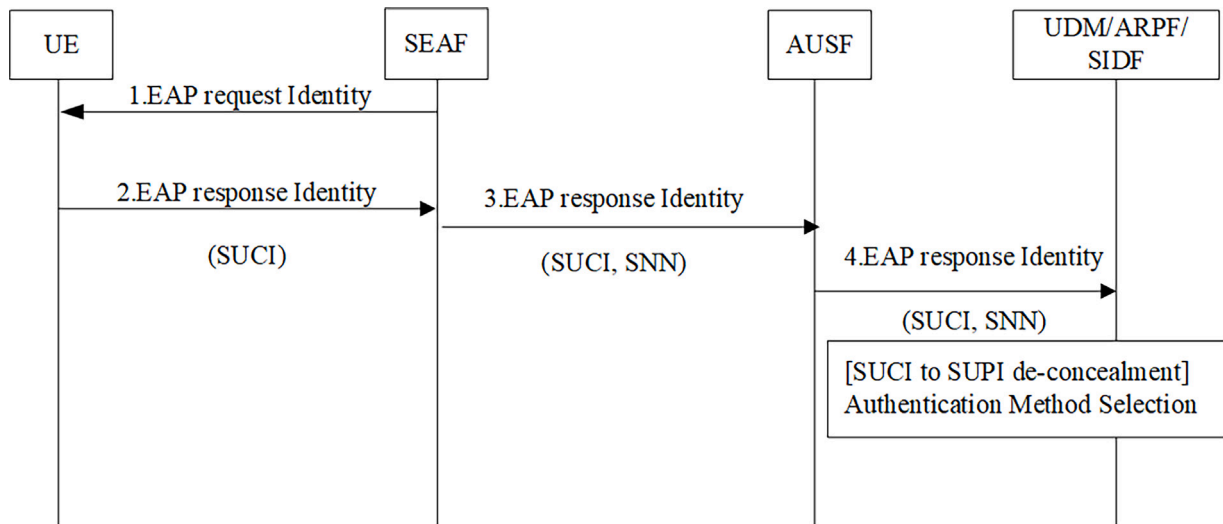 UE
SEAF
AUSF
UDM/ARPF/
SIDF
1.EAP request Identity
2.EAP response Identity
(SUCI)
3.EAP response Identity
(SUCI, SNN)
4.EAP response Identity
(SUCI, SNN)
[SUCI to SUPI de-concealment]
Authentication Method Selection